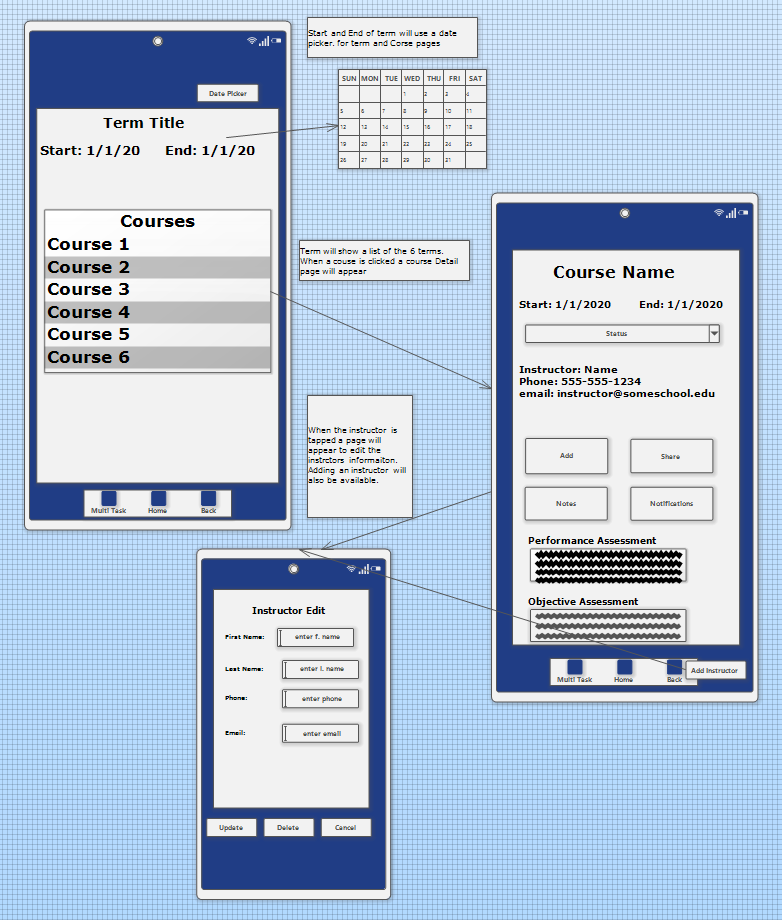 Start and End of term will use a date
picker. for term and Corse pages
Date Picker
Term Title
Start: 1/1/20 End: 1/1/20
Courses
Course 1
Course 2
Course 3
Course 4
Course 5
Course 6
Multi Task Home Back
SUN MON TUE WED THU FRI SAT
1 2 3 4
5 6 7 8 9 10 11
12 13 14 15 16 17 18
19 20 21 22 23 24 25
26 27 28 29 30 31
Term will show a list of the 6 terms.
When a couse is clicked a course Detail
page will appear
Course Name
Start: 1/1/2020 End: 1/1/2020
Status
Instructor: Name
Phone: 555-555-1234
email: instructor@someschool.edu
Add Share
Notes Notifications
Performance Assessment
Objective Assessment
Multi Task Home Back
Add Instructor
When the instructor is
tapped a page will
appear to edit the
instrctors informaiton.
Adding an instructor will
also be available.
Instructor Edit
First Name: enter f. name
Last Name: enter l. name
Phone: enter phone
Email: enter email
Update Delete Cancel